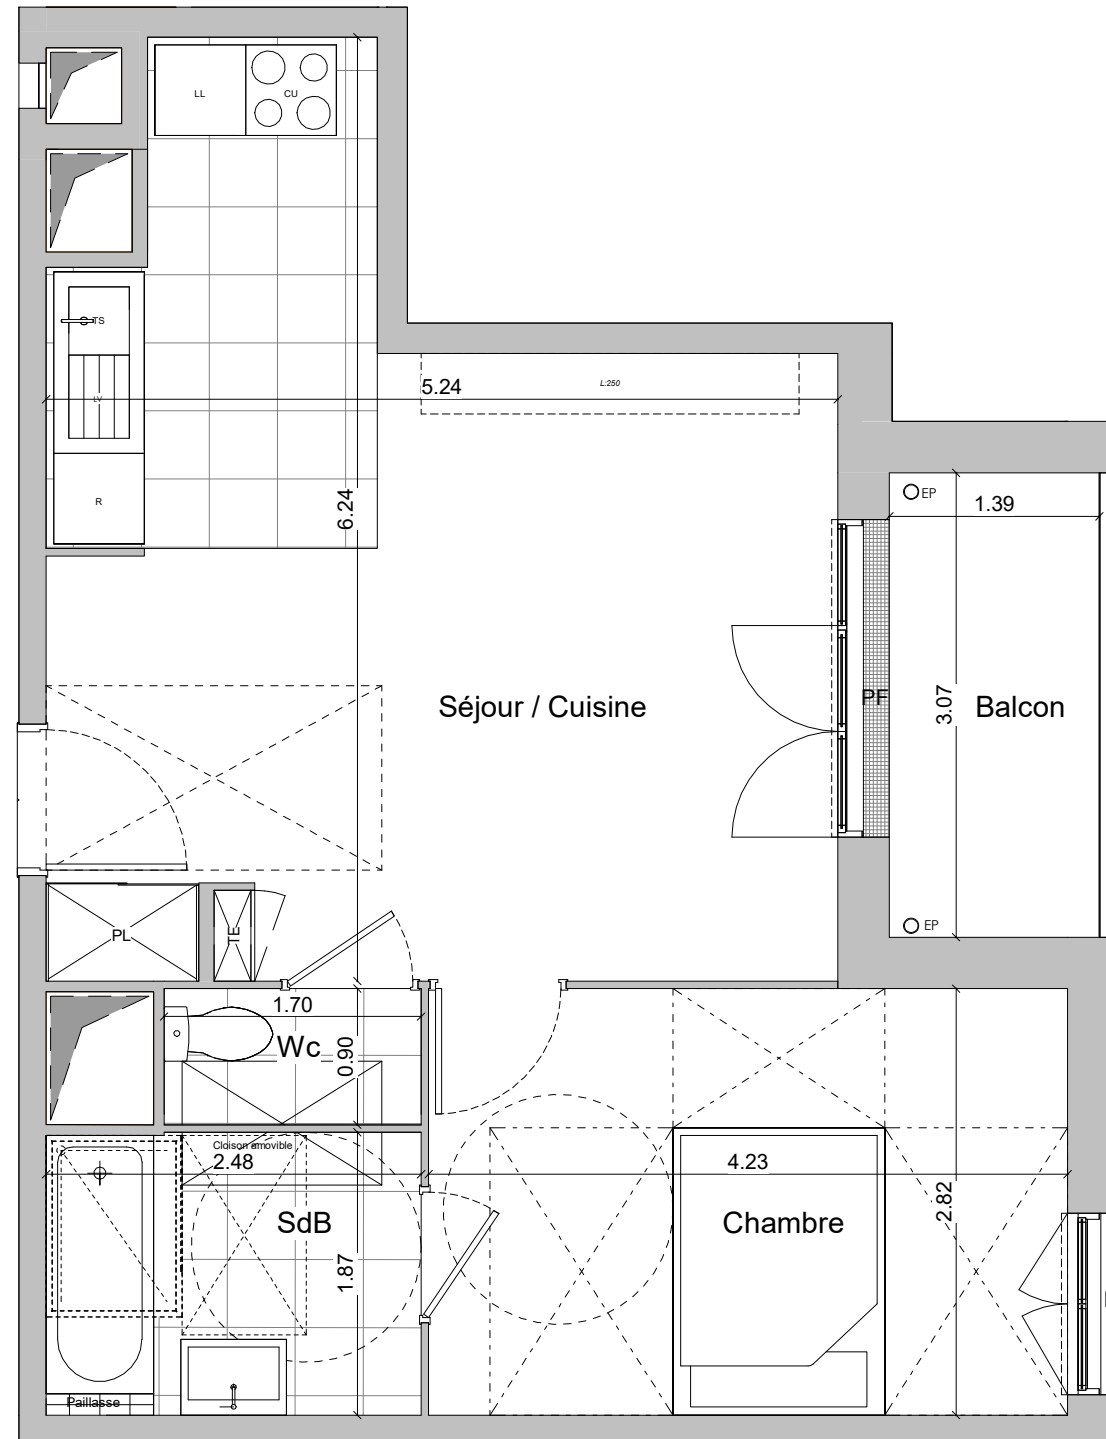 LL
CU
TS
LV
R
5.24
L:250
6.24
EP
1.39
Séjour / Cuisine
PF
3.07
Balcon
EP
PL
TE
1.70
Wc
0.90
Cloison amovible
2.48
SdB
1.87
4.23
2.82
Chambre
Paillasse